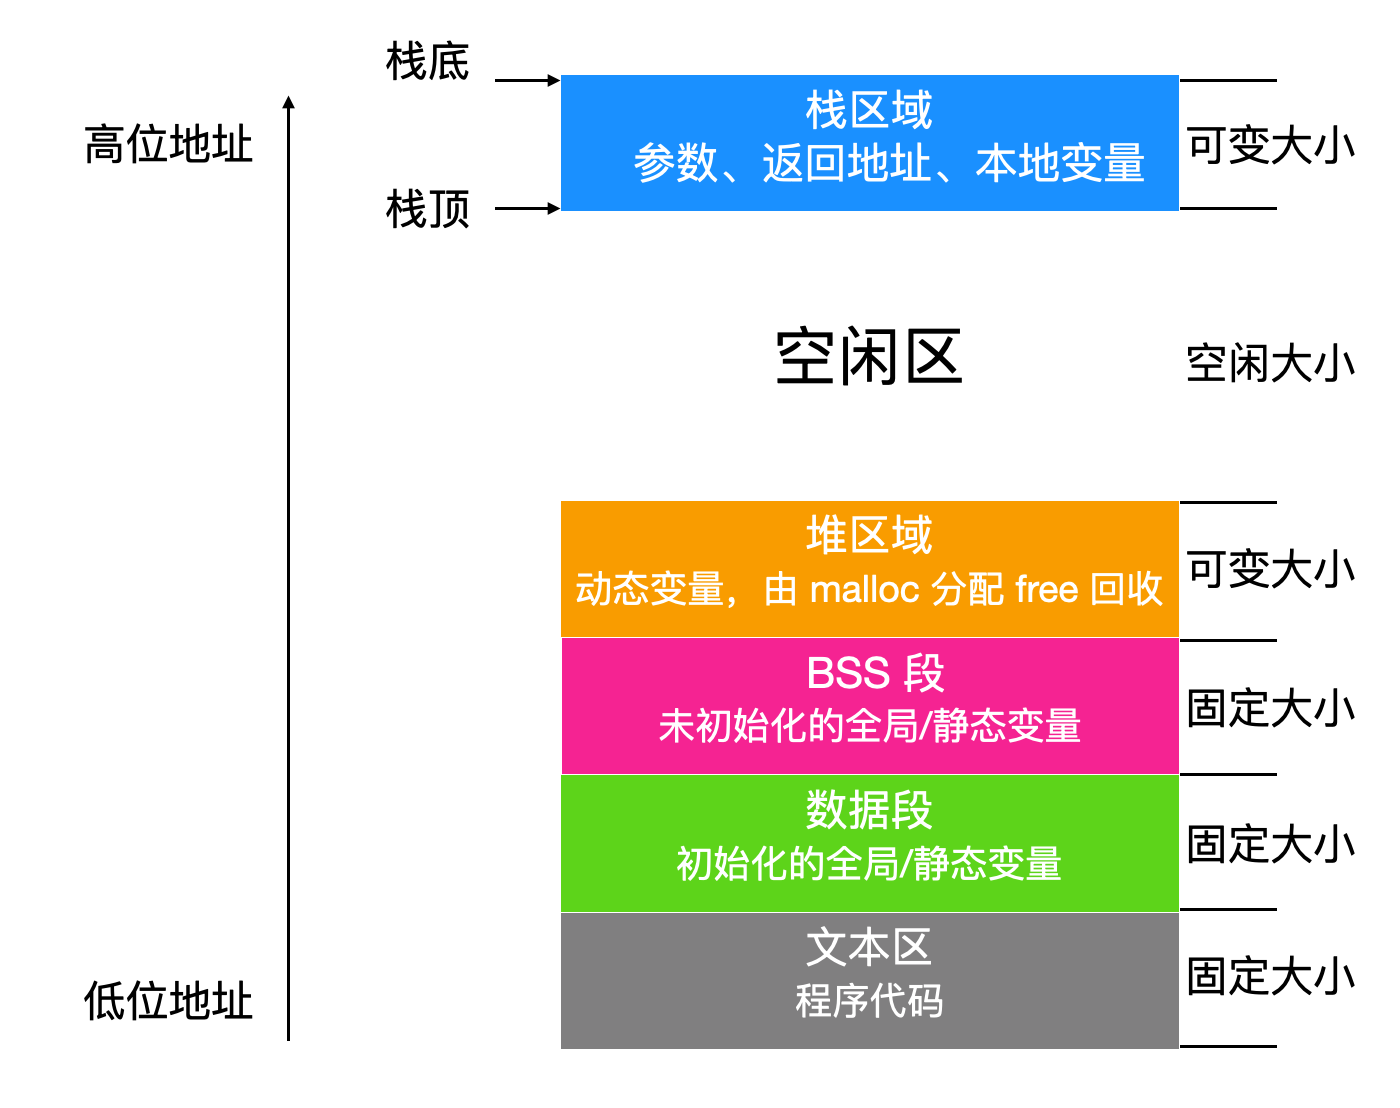 栈底
高位地址
栈顶
栈区域
参数、返回地址、本地变量
可变大小
空闲区
空闲大小
堆区域
动态变量，由 malloc 分配 free 回收
可变大小
BSS 段
未初始化的全局/静态变量
固定大小
数据段
初始化的全局/静态变量
固定大小
文本区
程序代码
固定大小
低位地址